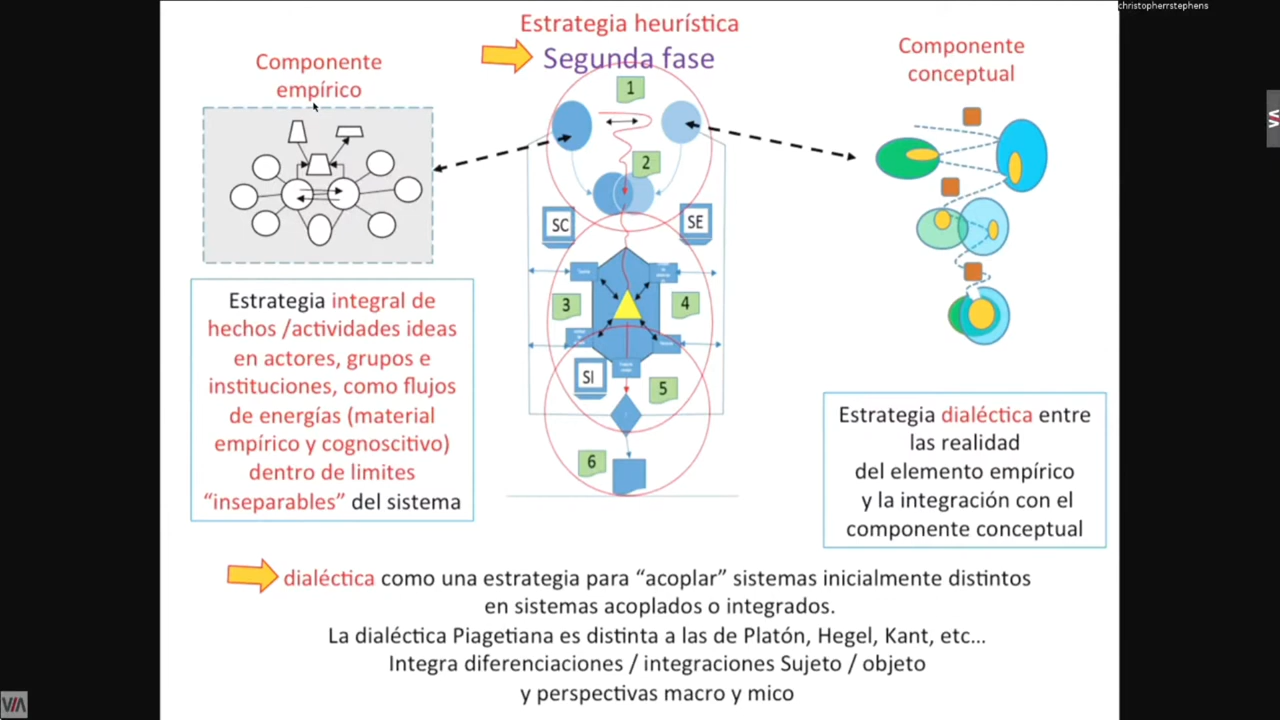 christopherrstephens
Estrategia heurística
Segunda fase
Componente
empírico
Componente
conceptual
1
2
SC
SE
3
4
SI
5
6
Estrategia integral de
hechos /actividades ideas
en actores, grupos e
instituciones, como flujos
de energías (material
empírico y cognoscitivo)
dentro de limites
“inseparables” del sistema
Estrategia dialéctica entre
las realidad
del elemento empírico
y la integración con el
componente conceptual
dialéctica como una estrategia para “acoplar” sistemas inicialmente distintos
en sistemas acoplados o integrados.
La dialéctica Piagetiana es distinta a las de Platón, Hegel, Kant, etc...
Integra diferenciaciones / integraciones Sujeto / objeto
y perspectivas macro y mico
VIA